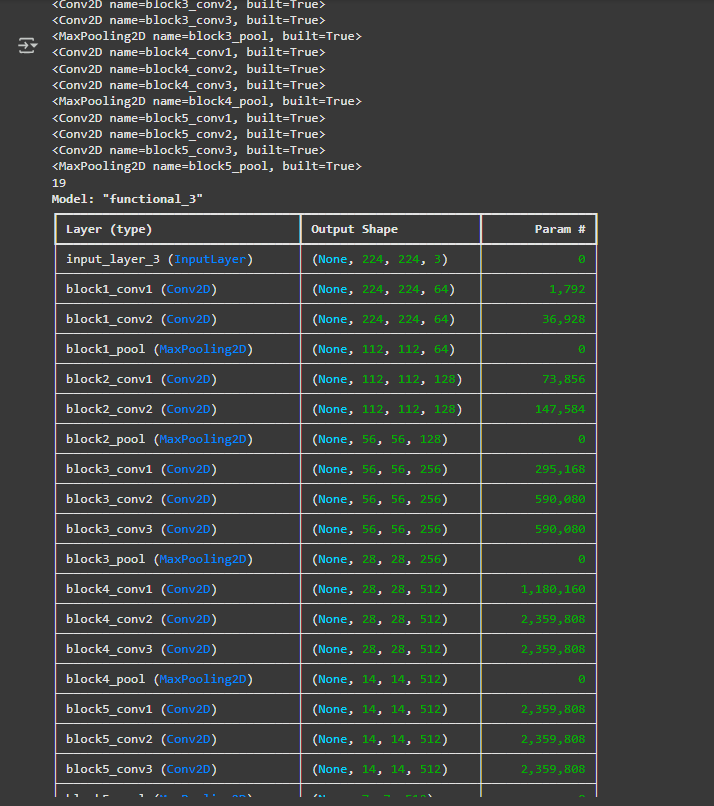 <Conv2D name=block3_conv2, built=True>
<Conv2D name=block3_conv3, built=True>
<MaxPooling2D name=block3_pool, built=True>
<Conv2D name=block4_conv1, built=True>
<Conv2D name=block4_conv2, built=True>
<Conv2D name=block4_conv3, built=True>
<MaxPooling2D name=block4_pool, built=True>
<Conv2D name=block5_conv1, built=True>
<Conv2D name=block5_conv2, built=True>
<Conv2D name=block5_conv3, built=True>
<MaxPooling2D name=block5_pool, built=True>
19
Model: "functional_3"
Layer (type) Output Shape Param #
input_layer_3 (InputLayer) (None, 224, 224, 3) 0
block1_conv1 (Conv2D) (None, 224, 224, 64) 1,792
block1_conv2 (Conv2D) (None, 224, 224, 64) 36,928
block1_pool (MaxPooling2D) (None, 112, 112, 64) 0
block2_conv1 (Conv2D) (None, 112, 112, 128) 73,856
block2_conv2 (Conv2D) (None, 112, 112, 128) 147,584
block2_pool (MaxPooling2D) (None, 56, 56, 128) 0
block3_conv1 (Conv2D) (None, 56, 56, 256) 295,168
block3_conv2 (Conv2D) (None, 56, 56, 256) 590,080
block3_conv3 (Conv2D) (None, 56, 56, 256) 590,080
block3_pool (MaxPooling2D) (None, 28, 28, 256) 0
block4_conv1 (Conv2D) (None, 28, 28, 512) 1,180,160
block4_conv2 (Conv2D) (None, 28, 28, 512) 2,359,808
block4_conv3 (Conv2D) (None, 28, 28, 512) 2,359,808
block4_pool (MaxPooling2D) (None, 14, 14, 512) 0
block5_conv1 (Conv2D) (None, 14, 14, 512) 2,359,808
block5_conv2 (Conv2D) (None, 14, 14, 512) 2,359,808
block5_conv3 (Conv2D) (None, 14, 14, 512) 2,359,808